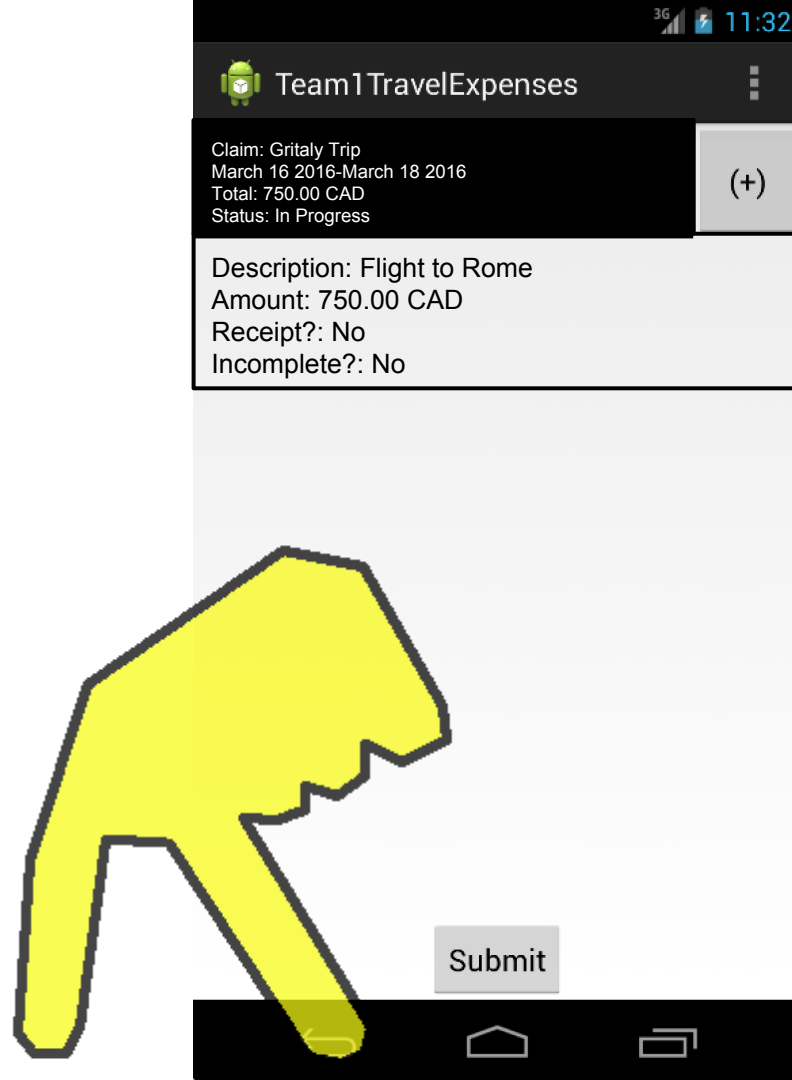 3G 11:32
Team1TravelExpenses
Claim: Gritaly Trip
March 16 2016-March 18 2016
Total: 750.00 CAD
Status: In Progress
(+)
Description: Flight to Rome
Amount: 750.00 CAD
Receipt?: No
Incomplete?: No
Submit